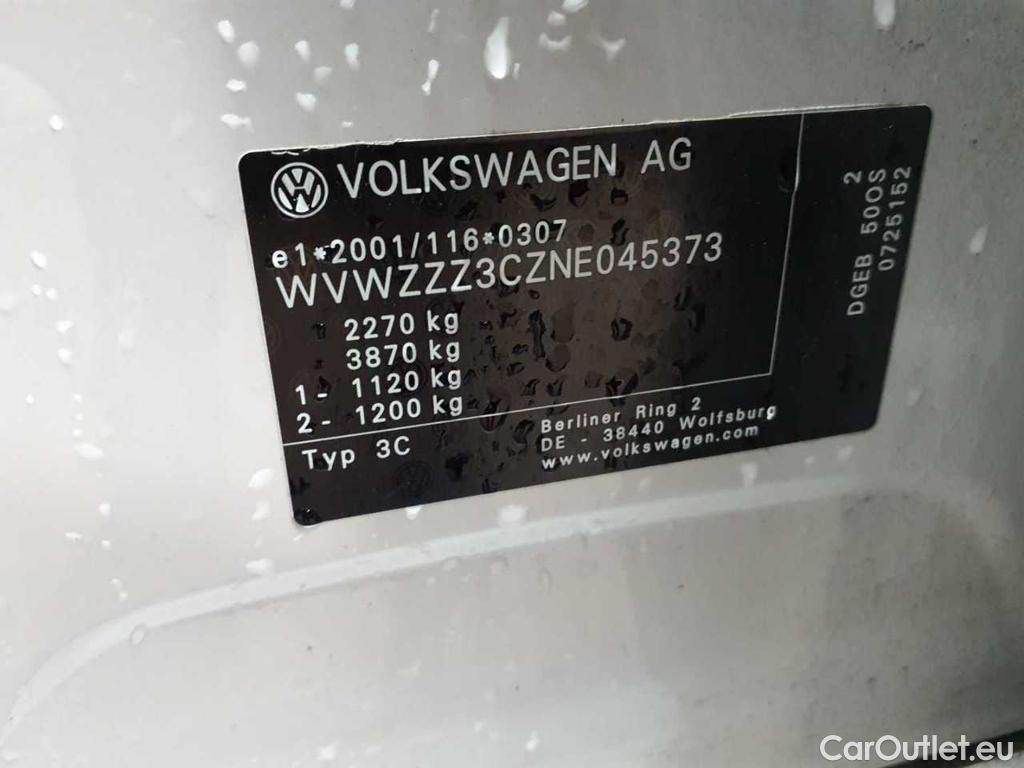 VOLKSWAGEN AG
e1*2001/116*0307
WVWZZZ3CZNE045373
2270 kg
3870 kg
1- 1120 kg
2- 1200 kg
Typ 3C
Berliner Ring 2
DE - 38440 Wolfsburg
www.volkswagen.com
2
DGEB 50OS
0725152
CarOutlet.eu